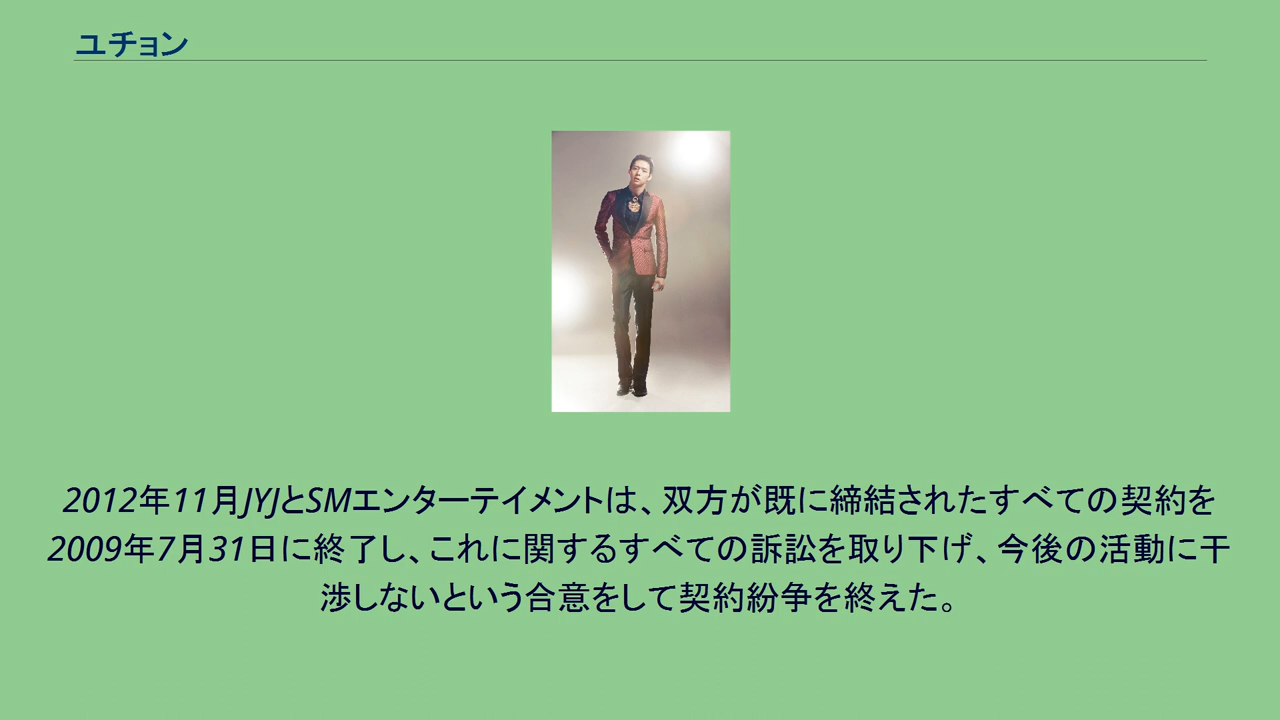 ユチョン
2012年11月JYJとSMエンターテイメントは、双方が既に締結されたすべての契約を
2009年7月31日に終了し、これに関するすべての訴訟を取り下げ、今後の活動に干
渉しないという合意をして契約紛争を終えた。